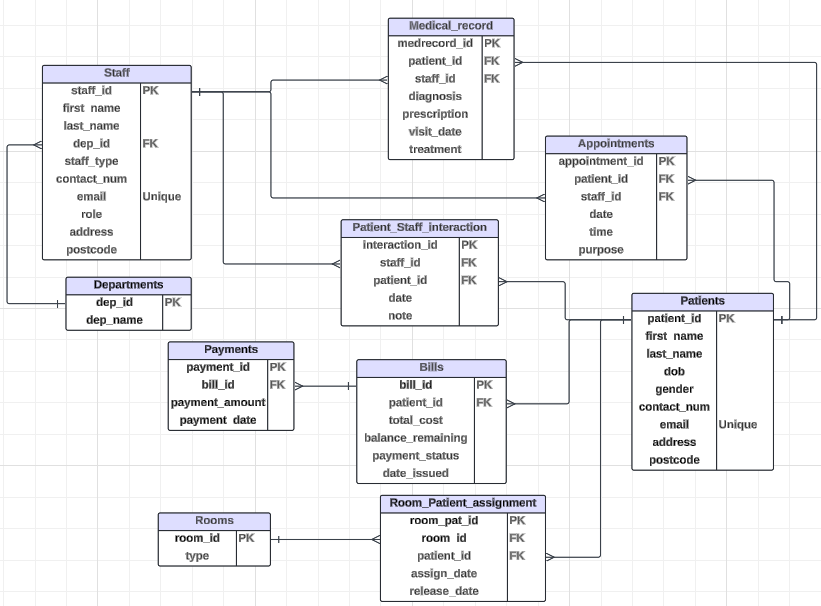 Medical_record
medrecord_id PK
patient_id FK
staff_id FK
diagnosis
prescription
visit_date
treatment
Staff
staff_id PK
first_name
last_name
dep_id FK
staff_type
contact_num
email Unique
role
address
postcode
Appointments
appointment_id PK
patient_id FK
staff_id FK
date
time
purpose
Patient_Staff_interaction
interaction_id PK
staff_id FK
patient_id FK
date
note
Departments
dep_id PK
dep_name
Patients
patient_id PK
first_name
last_name
dob
gender
contact_num
email Unique
address
postcode
Payments
payment_id PK
bill_id FK
payment_amount
payment_date
Bills
bill_id PK
patient_id FK
total_cost
balance_remaining
payment_status
date_issued
Room_Patient_assignment
room_pat_id PK
room_id FK
patient_id FK
assign_date
release_date
Rooms
room_id PK
type